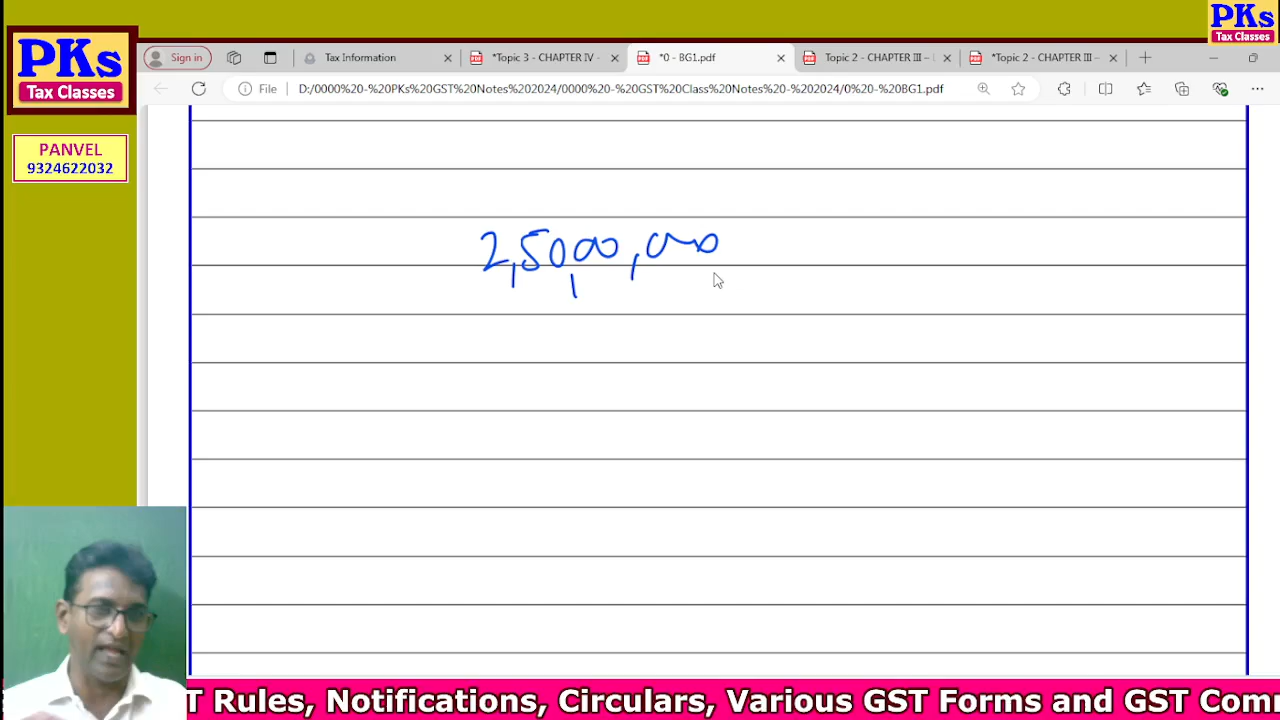 PKs
Tax Classes
PKs
Tax Classes
PANVEL
9324622032
Sign in
Tax Information
*Topic 3 - CHAPTER IV -
*0 - BG1.pdf
Topic 2 - CHAPTER III – L
*Topic 2 - CHAPTER III –
File
D:/0000%20-%20PKs%20GST%20Notes%202024/0000%20-%20GST%20Class%20Notes%20-%202024/0%20-%20BG1.pdf
2,50,00,000
T Rules, Notifications, Circulars, Various GST Forms and GST Com